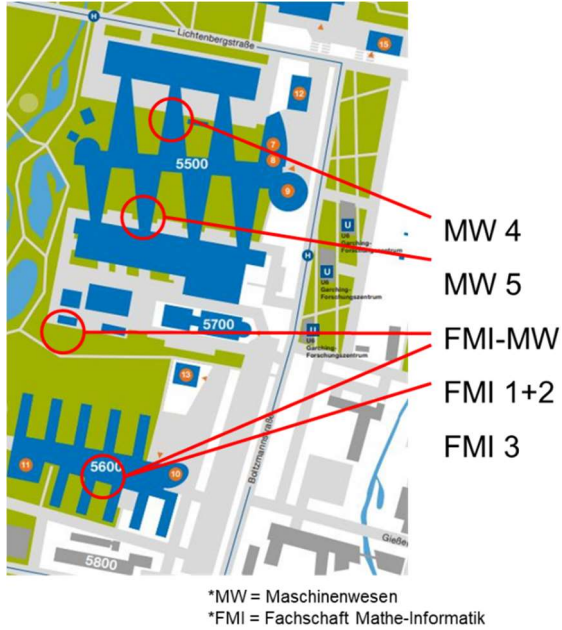 H
Lichtenbergstraße
15
12
7
8
5500
9
MW 4
U
U6
Garching-
Forschungszentrum
H
MW 5
U
U6
Garching-
Forschungszentrum
5700
U
U6
Garching-
Forschungszentrum
FMI-MW
13
FMI 1+2
Boltzmannstraße
FMI 3
11
5600
10
5800
*MW = Maschinenwesen
*FMI = Fachschaft Mathe-Informatik